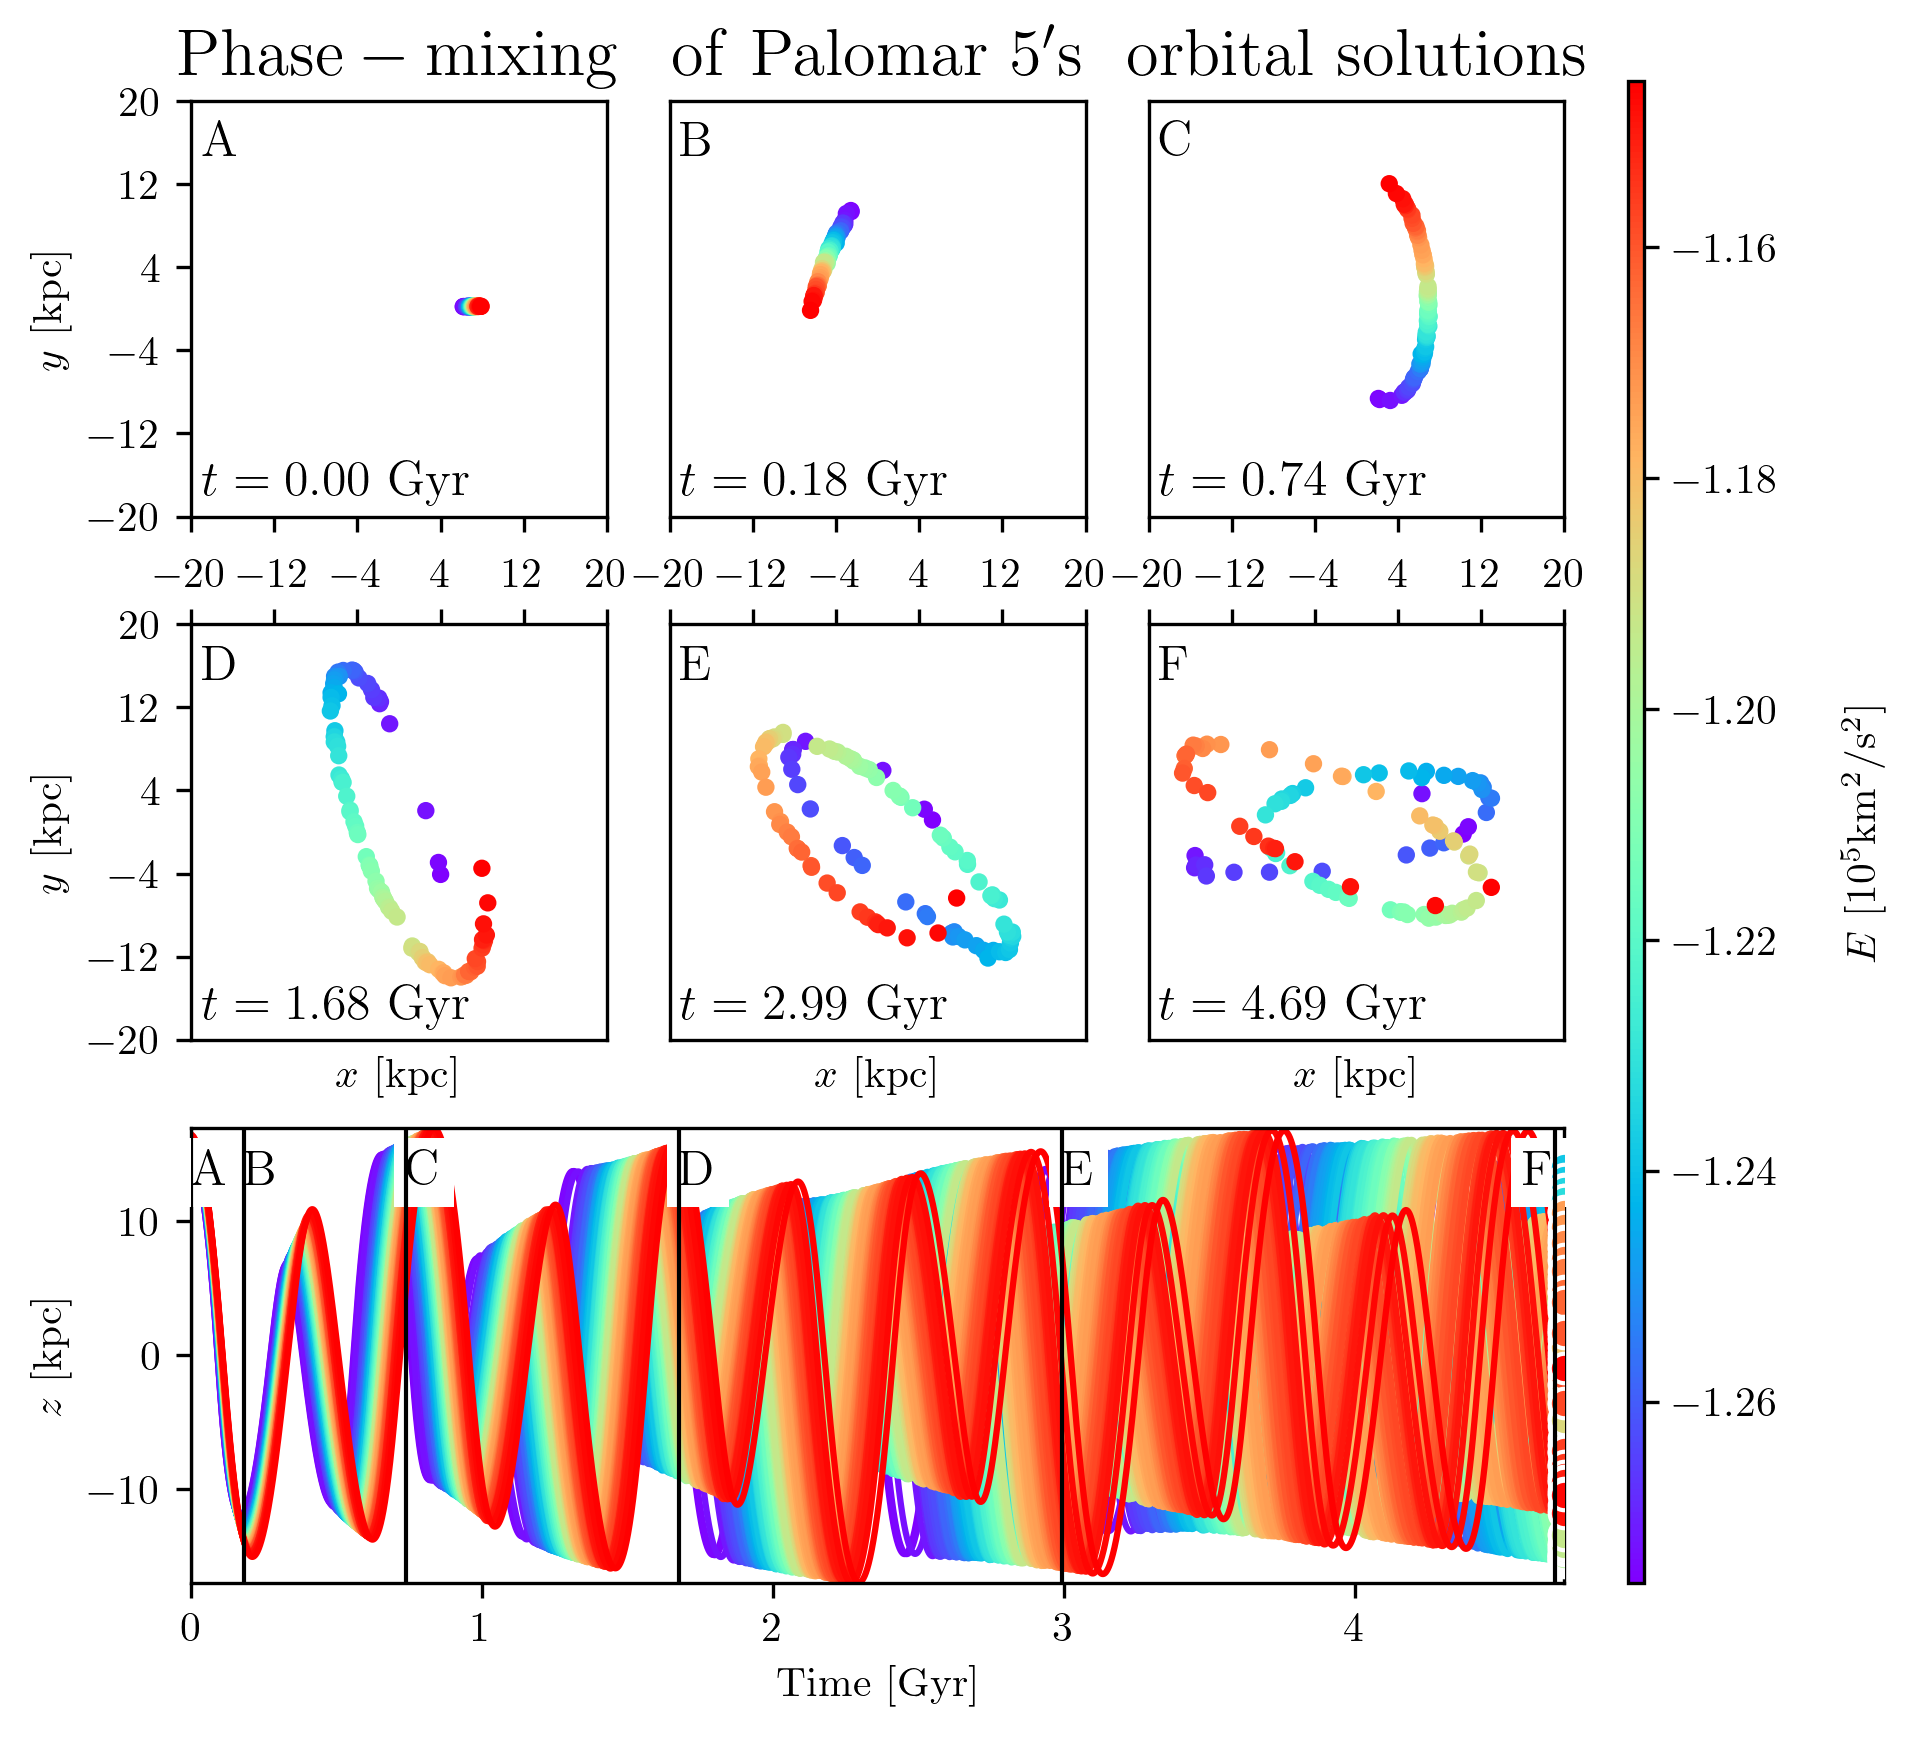 Phase − mixing of Palomar 5′s orbital solutions
A B C
20
12
4
−4
−12
−20
y [kpc]
t = 0.00 Gyr t = 0.18 Gyr t = 0.74 Gyr
−20 −12 −4 4 12 20 −20 −12 −4 4 12 20 −20 −12 −4 4 12 20
D E F
20
12
4
−4
−12
−20
y [kpc]
t = 1.68 Gyr t = 2.99 Gyr t = 4.69 Gyr
x [kpc] x [kpc] x [kpc]
A B C D E F
10
0
−10
z [kpc]
0 1 2 3 4
Time [Gyr]
−1.16
−1.18
−1.20
−1.22
−1.24
−1.26
E [10⁵km²/s²]